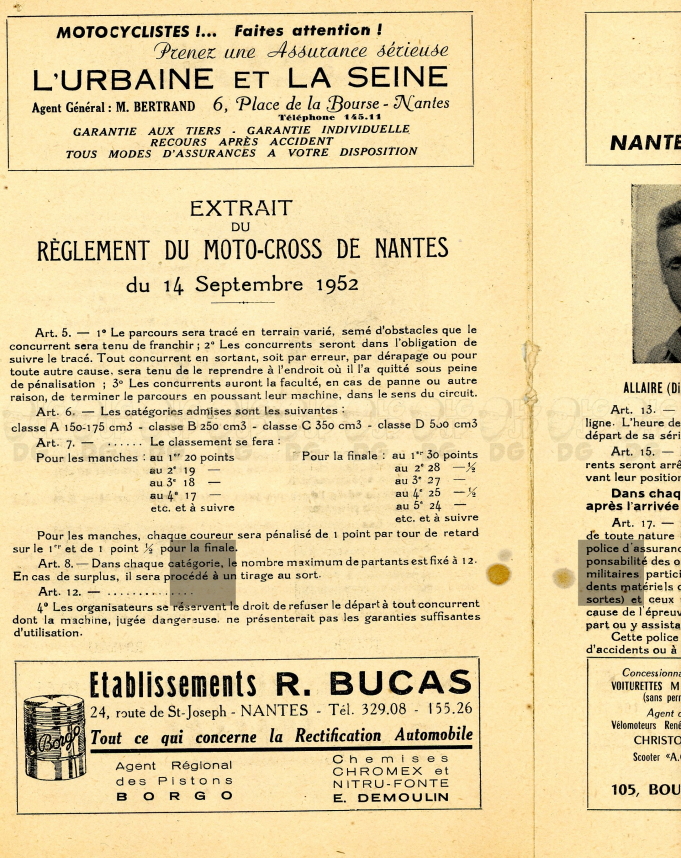 MOTOCYCLISTES !... Faites attention !
Prenez une Assurance sérieuse
L'URBAINE ET LA SEINE
Agent Général : M. BERTRAND 6, Place de la Bourse - Nantes
Téléphone 145.11
GARANTIE AUX TIERS - GARANTIE INDIVIDUELLE
RECOURS APRÈS ACCIDENT
TOUS MODES D'ASSURANCES A VOTRE DISPOSITION
EXTRAIT
DU
RÈGLEMENT DU MOTO-CROSS DE NANTES
du 14 Septembre 1952
Art. 5. — 1° Le parcours sera tracé en terrain varié, semé d'obstacles que le
concurrent sera tenu de franchir ; 2° Les concurrents seront dans l'obligation de
suivre le tracé. Tout concurrent en sortant, soit par erreur, par dérapage ou pour
toute autre cause. sera tenu de le reprendre à l'endroit où il l'a quitté sous peine
de pénalisation ; 3° Les concurrents auront la faculté, en cas de panne ou autre
raison, de terminer le parcours en poussant leur machine, dans le sens du circuit.
Art. 6. — Les catégories admises sont les suivantes :
classe A 150-175 cm3 - classe B 250 cm3 - classe C 350 cm3 - classe D 500 cm3
Art. 7. — ...... Le classement se fera :
Pour les manches : au 1er 20 points Pour la finale : au 1er 30 points
au 2e 19 — au 2e 28 —½
au 3e 18 — au 3e 27 —
au 4e 17 — au 4e 25 —½
etc. et à suivre au 5e 24 —
etc.. et à suivre
Pour les manches, chaque coureur sera pénalisé de 1 point par tour de retard
sur le 1er et de 1 point ½ pour la finale.
Art. 8. — Dans chaque catégorie, le nombre maximum de partants est fixé à 12.
En cas de surplus, il sera procédé à un tirage au sort.
Art. 12. — ..............
4° Les organisateurs se réservent le droit de refuser le départ à tout concurrent
dont la machine, jugée dangereuse. ne présenterait pas les garanties suffisantes
d'utilisation.
Etablissements R. BUCAS
24, route de St-Joseph - NANTES - Tél. 329.08 - 155.26
Tout ce qui concerne la Rectification Automobile
Borgo
Agent Régional
des Pistons
BORGO
Chemises
CHROMEX et
NITRU-FONTE
E. DEMOULIN
NANTE
ALLAIRE (Di
Art. 13. —
ligne. L'heure de
départ de sa séri
Art. 15. —
rents seront arrê
vant leur position
Dans chaq
après l'arrivée
Art. 17. —
de toute nature
police d'assuran
ponsabilité des o
militaires partici
dents matériels c
sortes) et ceux
cause de l'épreuv
part ou y assista
Cette police
d'accidents ou à
Concessionna
VOITURETTES M
(sans perm
Agent
Vélomoteurs René
CHRISTO
Scooter «A.
105, BOU